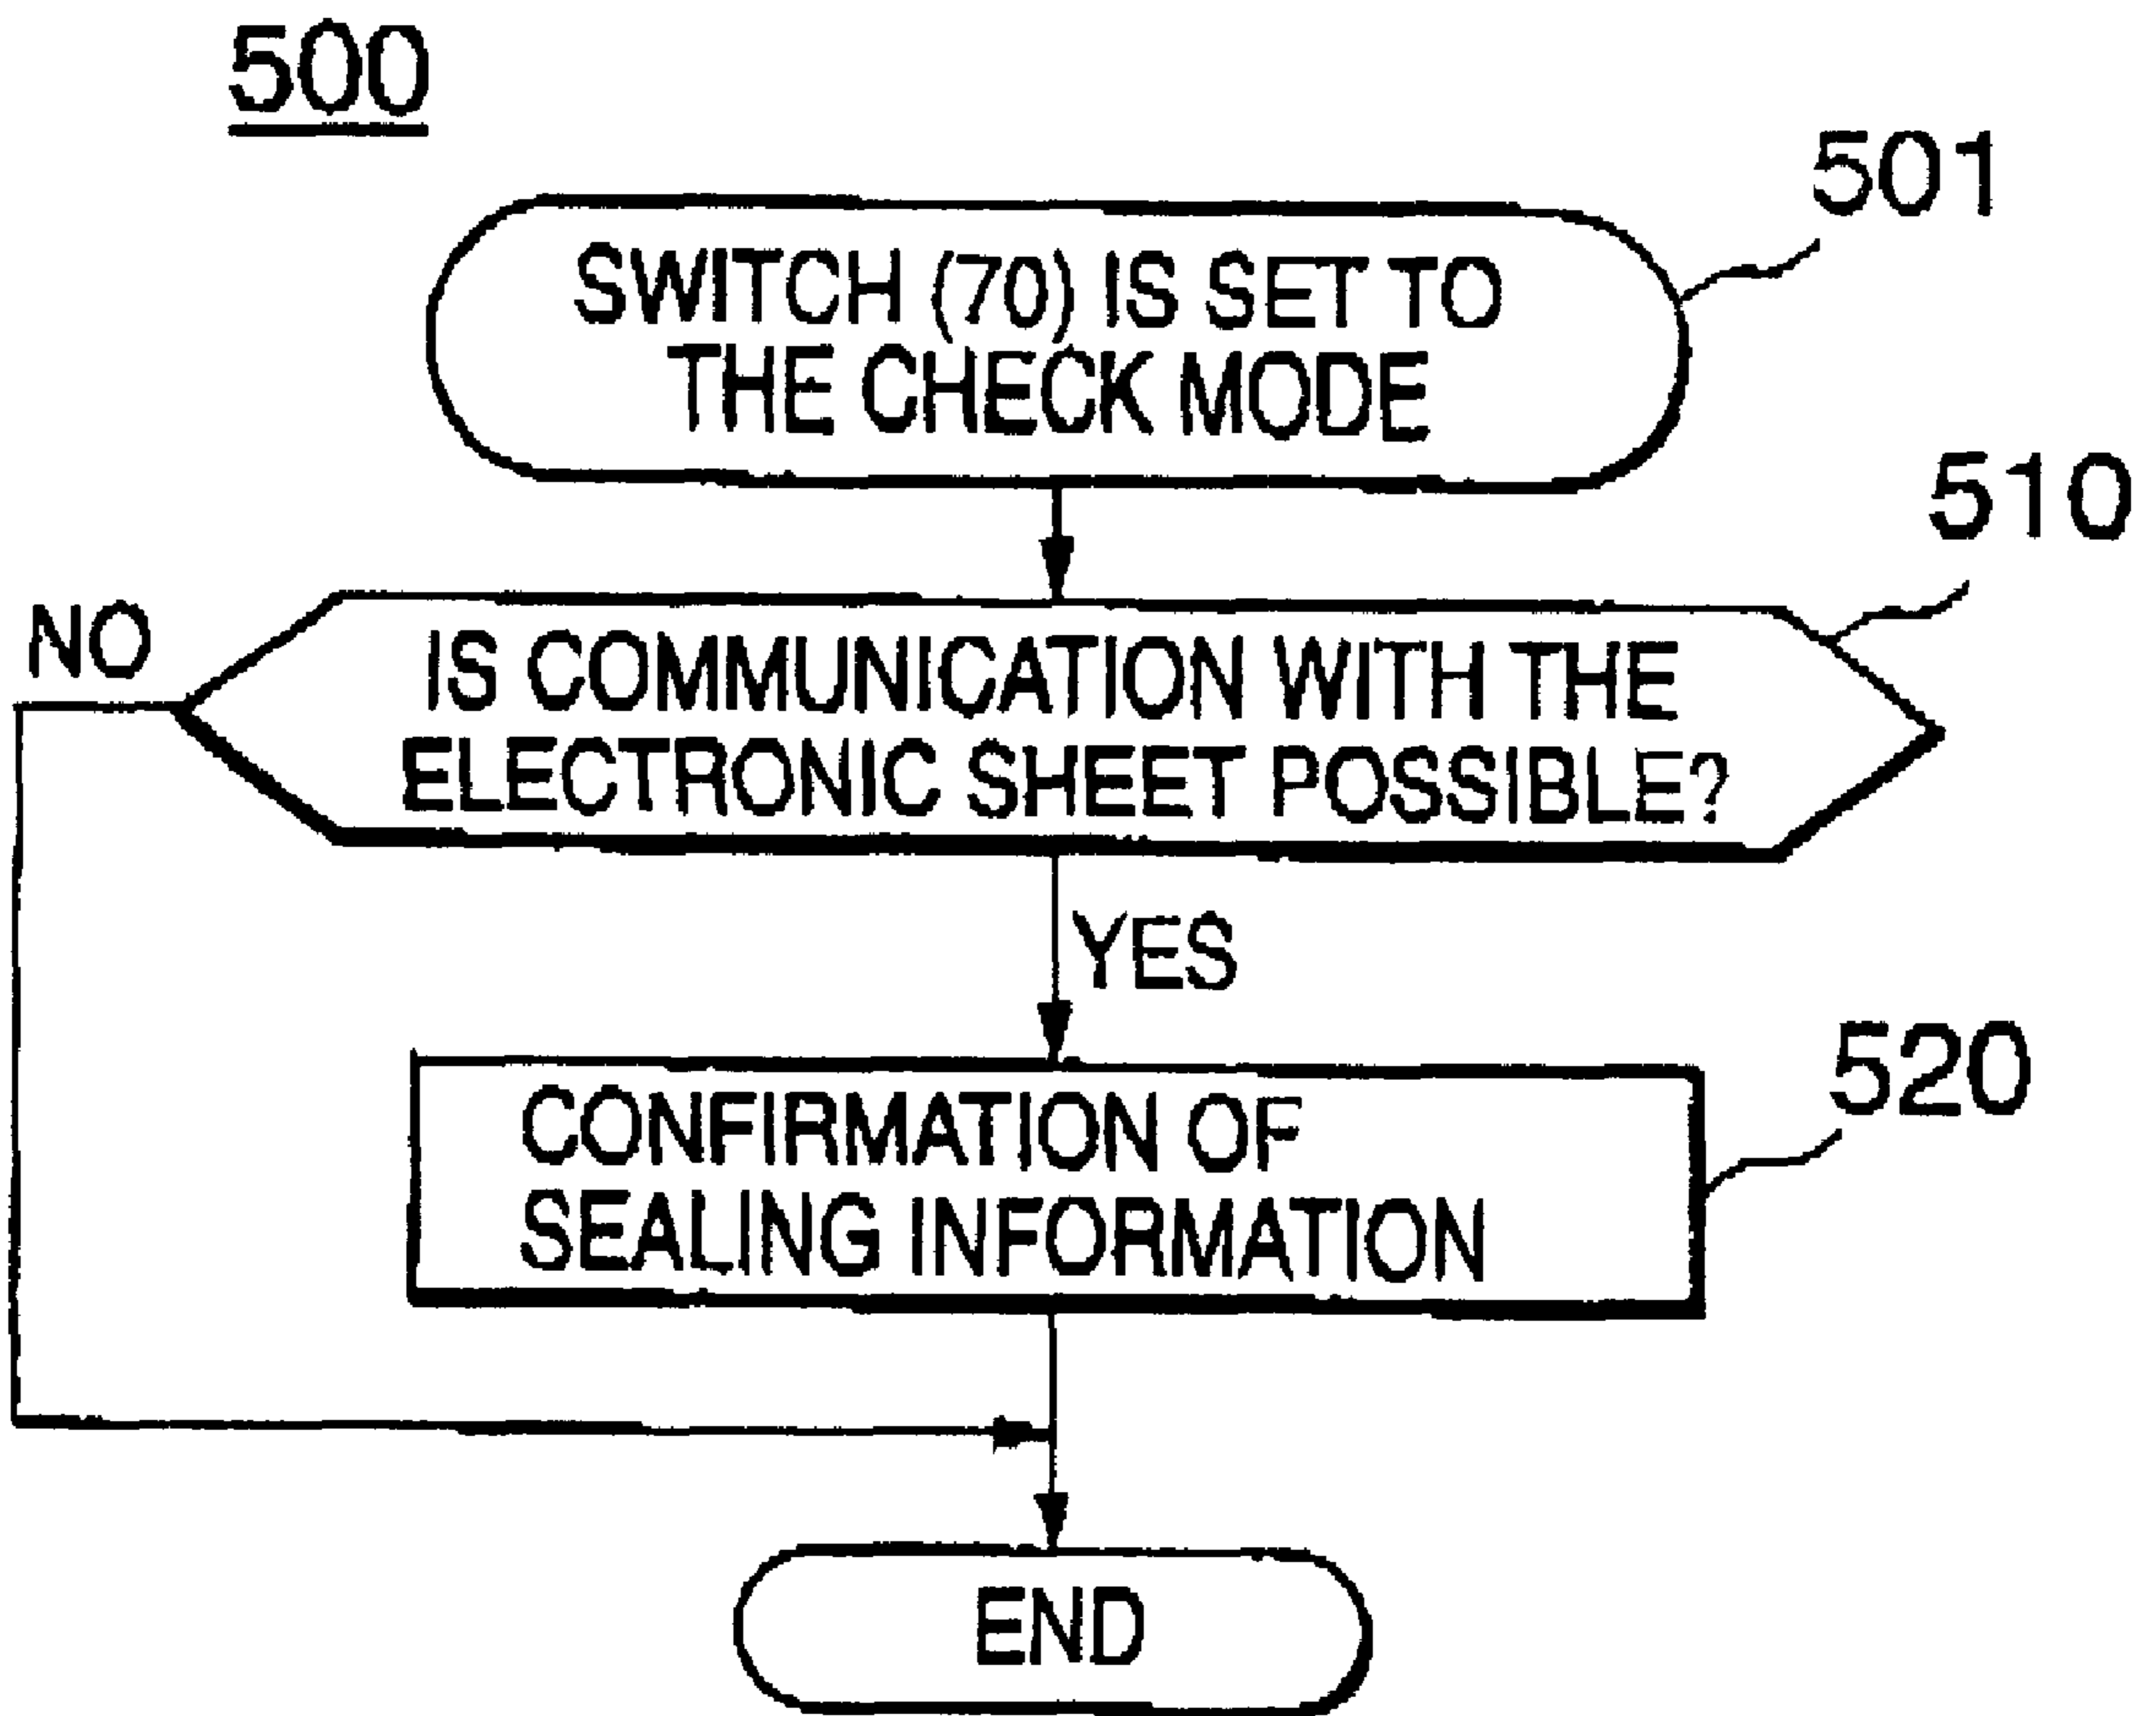 500
501
SWITCH (70) IS SET TO
THE CHECK MODE
510
NO
IS COMMUNICATION WITH THE
ELECTRONIC SHEET POSSIBLE?
YES
520
CONFIRMATION OF
SEALING INFORMATION
END